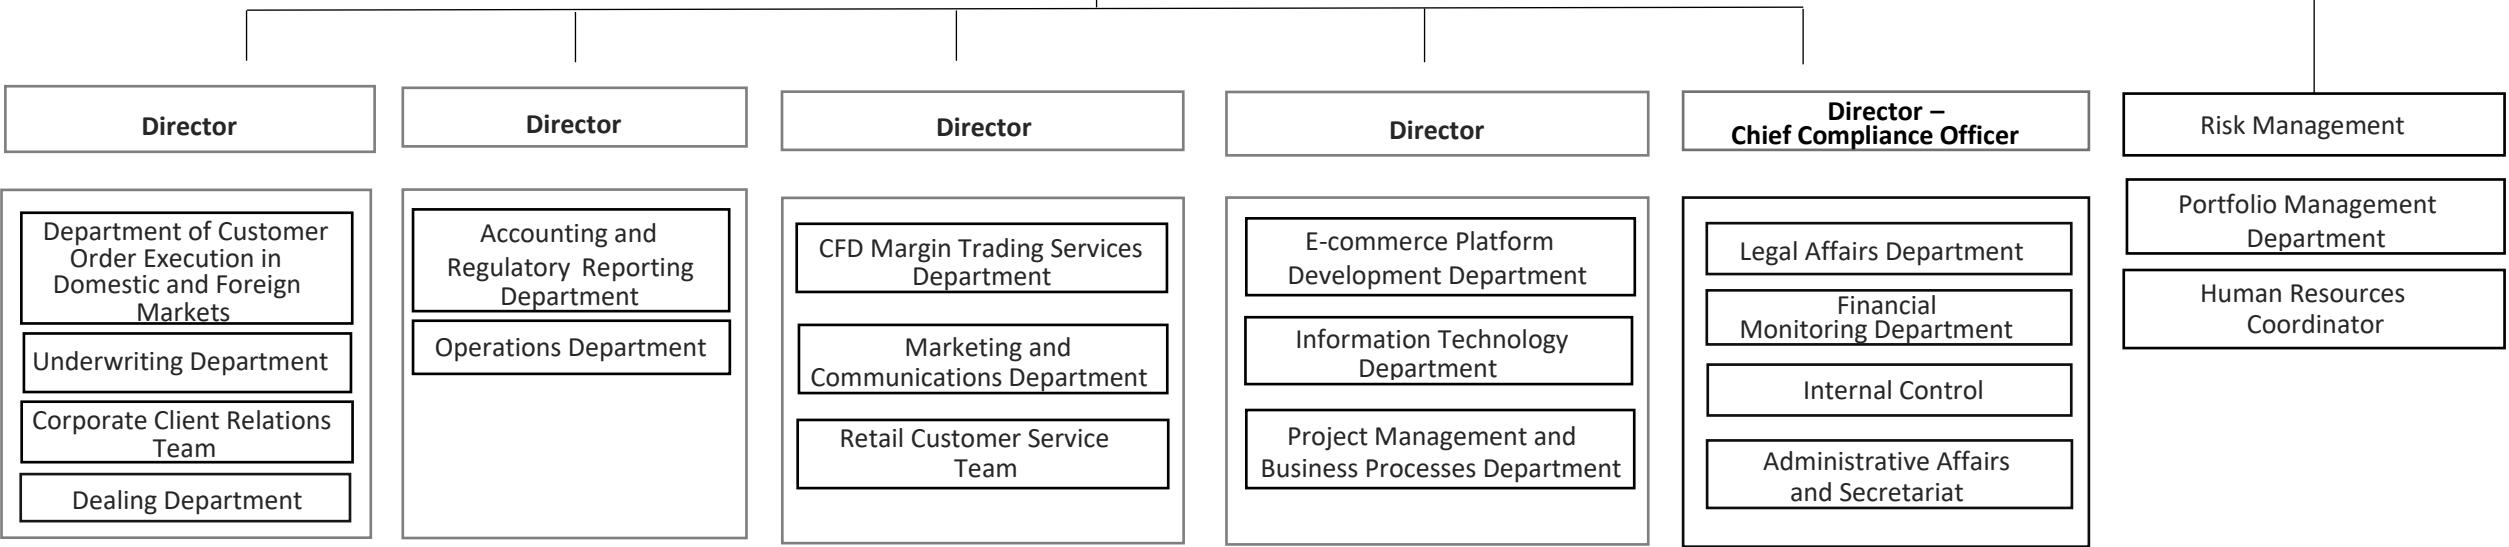 Director
Director
Director
Director
Director –
Chief Compliance Officer
Risk Management
Department of Customer
Order Execution in
Domestic and Foreign
Markets
Underwriting Department
Corporate Client Relations
Team
Dealing Department
Accounting and
Regulatory Reporting
Department
Operations Department
CFD Margin Trading Services
Department
Marketing and
Communications Department
Retail Customer Service
Team
E-commerce Platform
Development Department
Information Technology
Department
Project Management and
Business Processes Department
Legal Affairs Department
Financial
Monitoring Department
Internal Control
Administrative Affairs
and Secretariat
Portfolio Management
Department
Human Resources
Coordinator